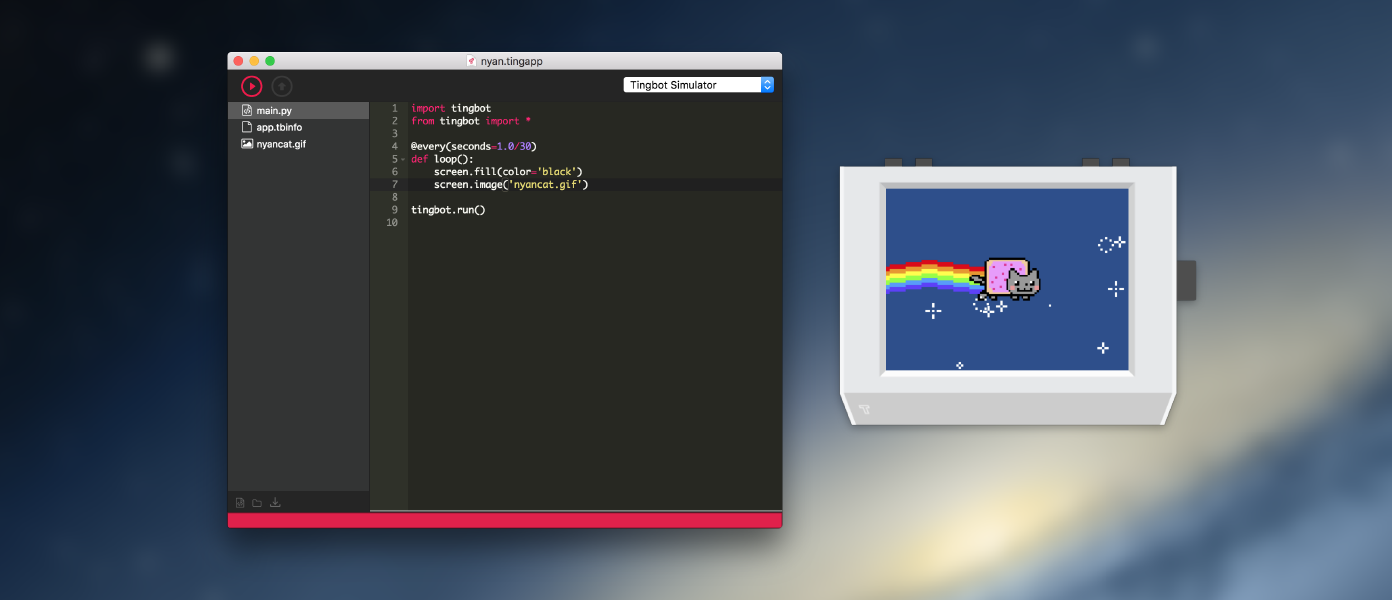 nyan.tingapp
Tingbot Simulator
main.py
app.tbinfo
nyancat.gif
1 import tingbot
2 from tingbot import *
3
4 @every(seconds=1.0/30)
5 def loop():
6 screen.fill(color='black')
7 screen.image('nyancat.gif')
8
9 tingbot.run()
10